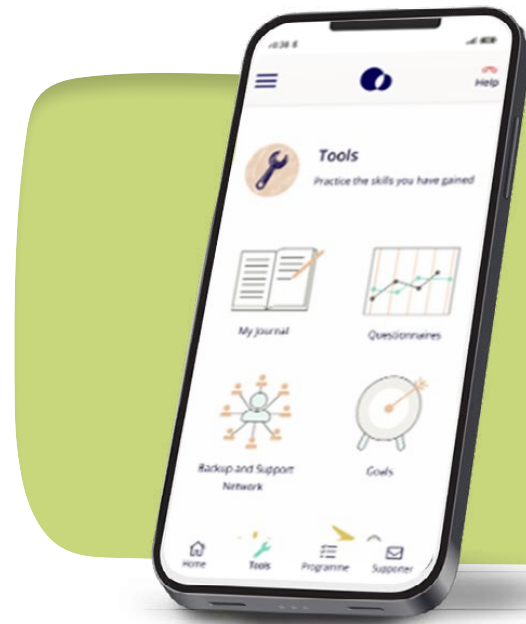 Help
Tools
Practice the skills you have gained
My Journal
Questionnaires
Backup and Support
Network
Goals
Home
Tools
Programme
Supporter